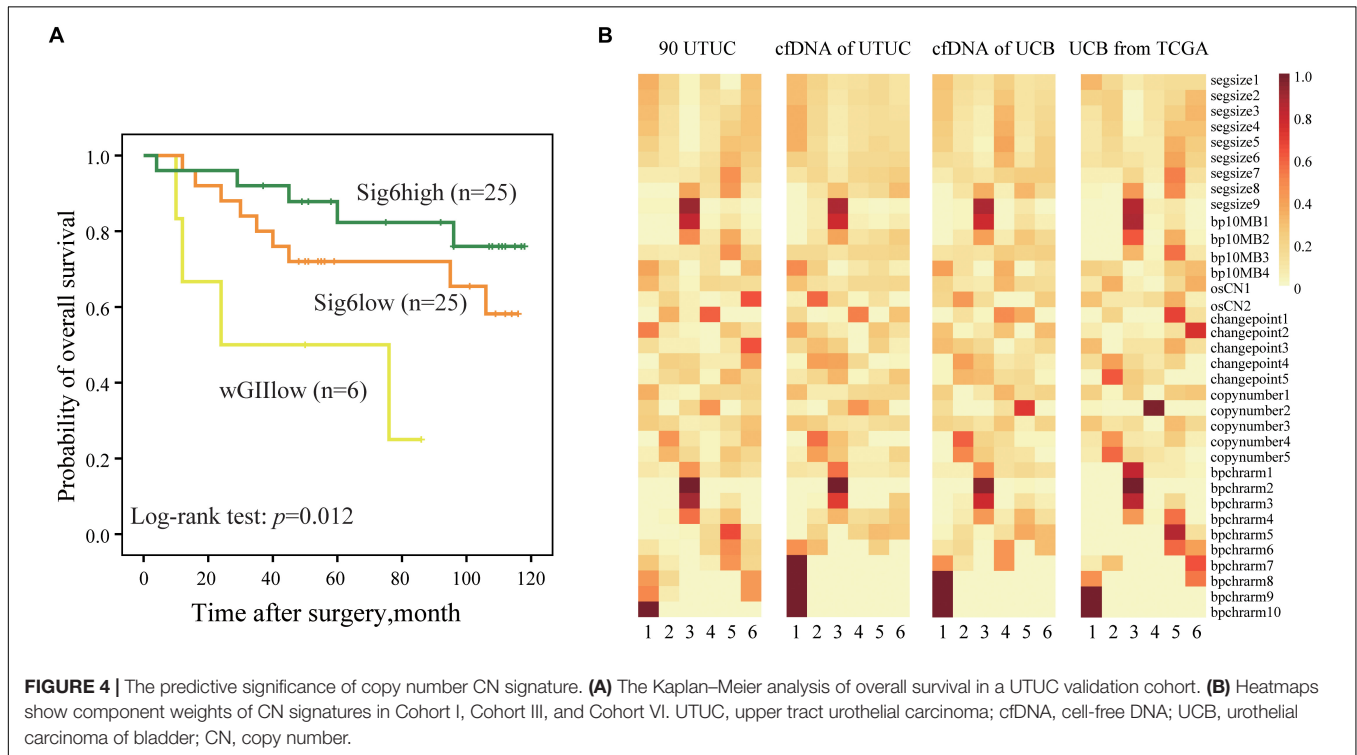 A
Probability of overall survival
1.0
0.8
0.6
0.4
0.2
0.0
Sig6high (n=25)
Sig6low (n=25)
wGIIlow (n=6)
Log-rank test: p=0.012
0 20 40 60 80 100 120
Time after surgery,month
B
90 UTUC cfDNA of UTUC cfDNA of UCB UCB from TCGA
segsize1
segsize2
segsize3
segsize4
segsize5
segsize6
segsize7
segsize8
segsize9
bp10MB1
bp10MB2
bp10MB3
bp10MB4
osCN1
osCN2
changepoint1
changepoint2
changepoint3
changepoint4
changepoint5
copynumber1
copynumber2
copynumber3
copynumber4
copynumber5
bpchrarm1
bpchrarm2
bpchrarm3
bpchrarm4
bpchrarm5
bpchrarm6
bpchrarm7
bpchrarm8
bpchrarm9
bpchrarm10
1.0
0.8
0.6
0.4
0.2
0
1 2 3 4 5 6 1 2 3 4 5 6 1 2 3 4 5 6 1 2 3 4 5 6
FIGURE 4 | The predictive significance of copy number CN signature. (A) The Kaplan–Meier analysis of overall survival in a UTUC validation cohort. (B) Heatmaps
show component weights of CN signatures in Cohort I, Cohort III, and Cohort VI. UTUC, upper tract urothelial carcinoma; cfDNA, cell-free DNA; UCB, urothelial
carcinoma of bladder; CN, copy number.